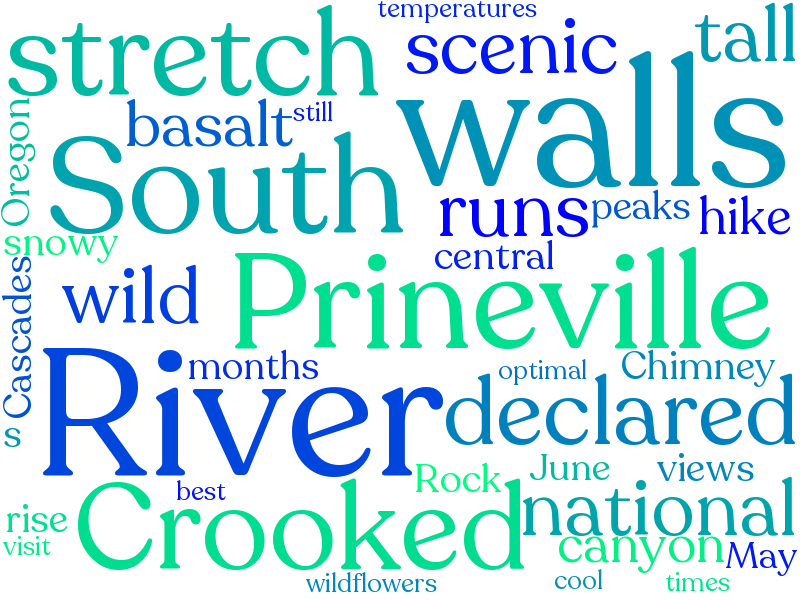 temperatures
stretch
scenic
tall
walls
basalt
still
Oregon
South
runs
peaks
hike
snowy
central
Prineville
wild
Cascades
months
optimal
Chimney
River
declared
s
June
views
Rock
best
Crooked
national
rise
visit
canyon
May
wildflowers
cool
times